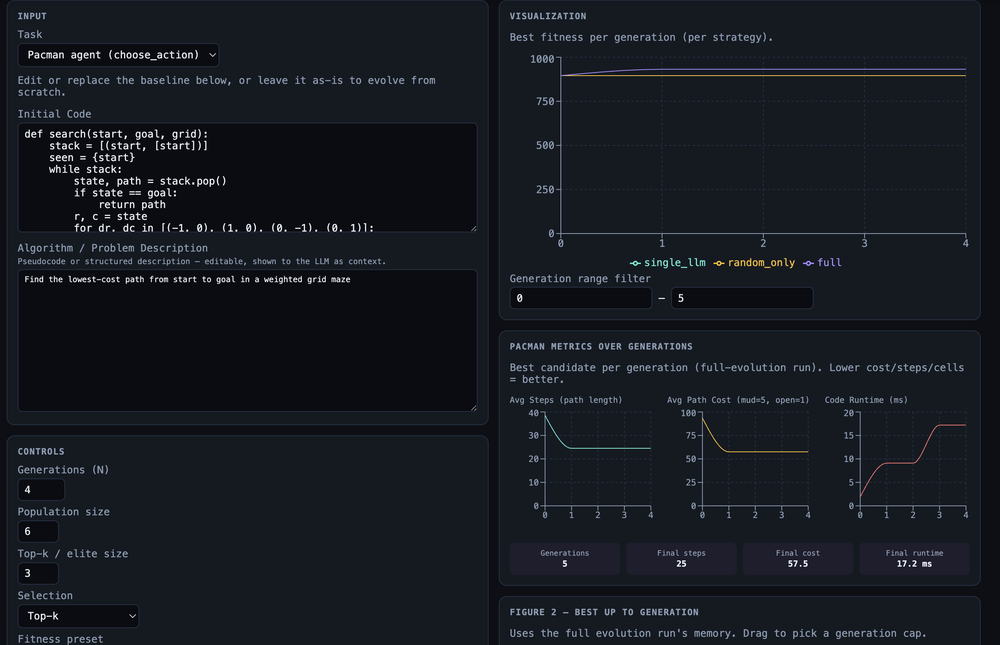 INPUT
Task
Pacman agent (choose_action)
Edit or replace the baseline below, or leave it as-is to evolve from
scratch.
Initial Code
def search(start, goal, grid):
    stack = [(start, [start])]
    seen = {start}
    while stack:
        state, path = stack.pop()
        if state == goal:
            return path
        r, c = state
        for dr, dc in [(-1, 0), (1, 0), (0, -1), (0, 1)]:
Algorithm / Problem Description
Pseudocode or structured description — editable, shown to the LLM as context.
Find the lowest-cost path from start to goal in a weighted grid maze
CONTROLS
Generations (N)
4
Population size
6
Top-k / elite size
3
Selection
Top-k
Fitness preset
VISUALIZATION
Best fitness per generation (per strategy).
1000
750
500
250
0
0 1 2 3 4
single_llm random_only full
Generation range filter
0 — 5
PACMAN METRICS OVER GENERATIONS
Best candidate per generation (full-evolution run). Lower cost/steps/cells
= better.
Avg Steps (path length)
40
30
20
10
0
0 1 2 3 4
Avg Path Cost (mud=5, open=1)
100
75
50
25
0
0 1 2 3 4
Code Runtime (ms)
20
15
10
5
0
0 1 2 3 4
Generations
5
Final steps
25
Final cost
57.5
Final runtime
17.2 ms
FIGURE 2 — BEST UP TO GENERATION
Uses the full evolution run's memory. Drag to pick a generation cap.